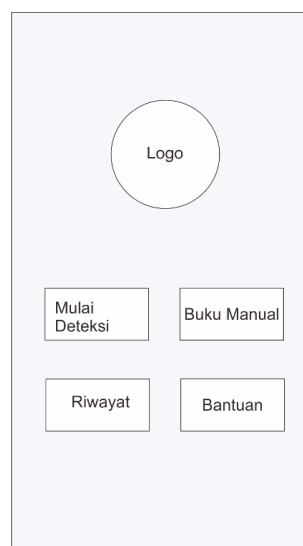 Logo
Mulai
Deteksi
Buku Manual
Riwayat
Bantuan